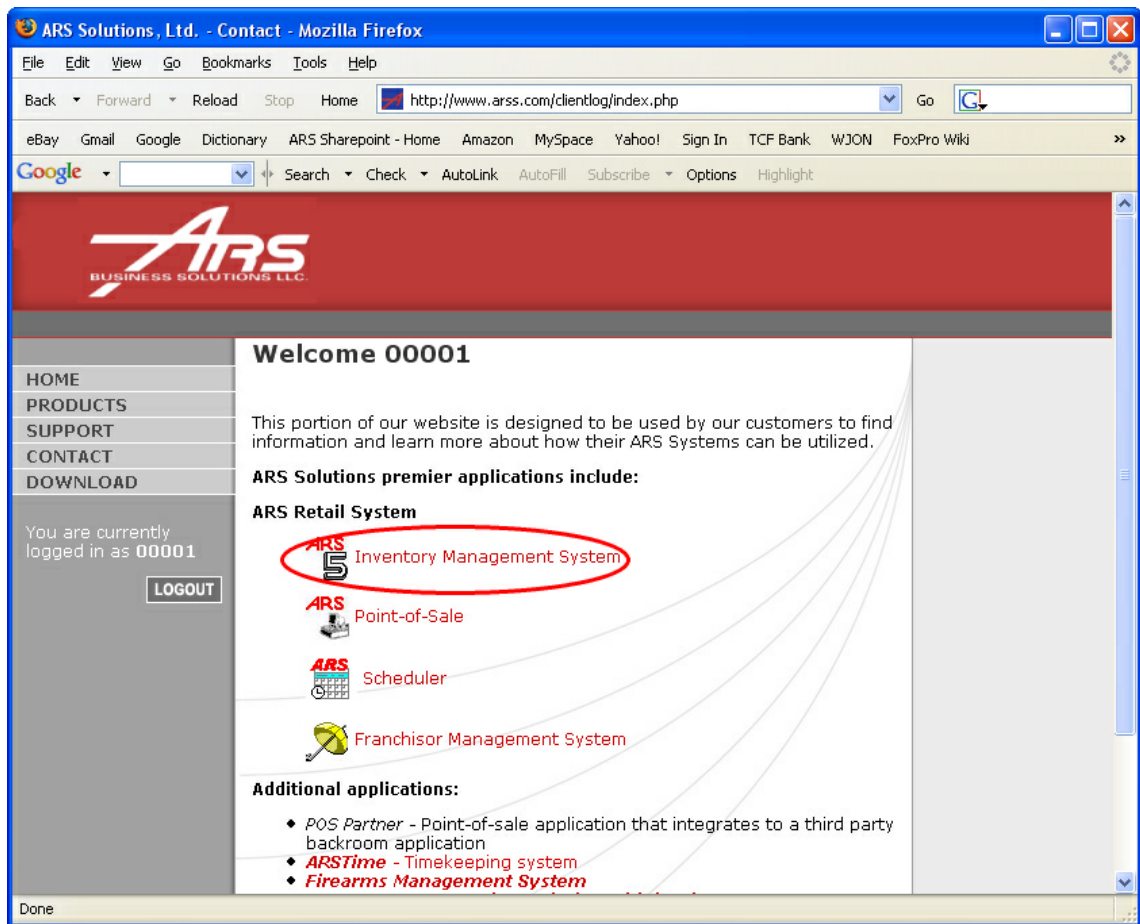 ARS Solutions, Ltd. - Contact - Mozilla Firefox
File Edit View Go Bookmarks Tools Help
Back Forward Reload Stop Home http://www.arss.com/clientlog/index.php Go G
eBay Gmail Google Dictionary ARS Sharepoint - Home Amazon MySpace Yahoo! Sign In TCF Bank WJON FoxPro Wiki »
Google Search Check AutoLink AutoFill Subscribe Options Highlight
ARS
BUSINESS SOLUTIONS LLC.
HOME
PRODUCTS
SUPPORT
CONTACT
DOWNLOAD
You are currently
logged in as 00001
LOGOUT
Welcome 00001
This portion of our website is designed to be used by our customers to find
information and learn more about how their ARS Systems can be utilized.
ARS Solutions premier applications include:
ARS Retail System
ARS 5 Inventory Management System
ARS Point-of-Sale
ARS Scheduler
Franchisor Management System
Additional applications:
• POS Partner - Point-of-sale application that integrates to a third party
backroom application
• ARSTime - Timekeeping system
• Firearms Management System
Done